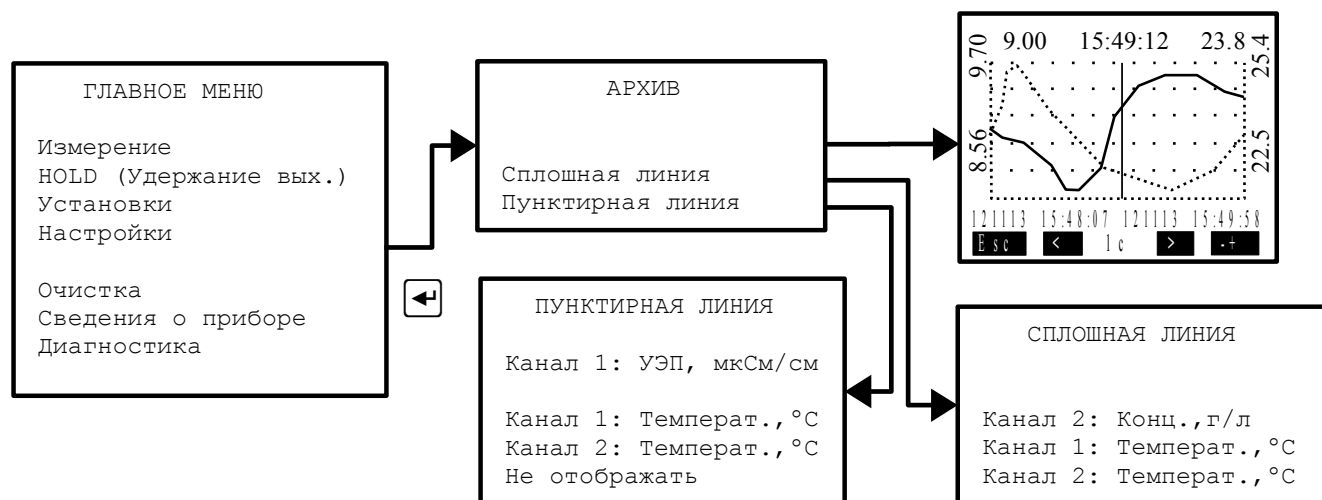 ГЛАВНОЕ МЕНЮ
Измерение
HOLD (Удержание вых.)
Установки
Настройки
Очистка
Сведения о приборе
Диагностика
АРХИВ
Сплошная линия
Пунктирная линия
9.00 15:49:12 23.8
9.70
8.56
25.4
22.5
121113 15:48:07 121113 15:49:58
Esc < 1с > -+
ПУНКТИРНАЯ ЛИНИЯ
Канал 1: УЭП, мкСм/см
Канал 1: Температ.,°С
Канал 2: Температ.,°С
Не отображать
СПЛОШНАЯ ЛИНИЯ
Канал 2: Конц.,г/л
Канал 1: Температ.,°С
Канал 2: Температ.,°С